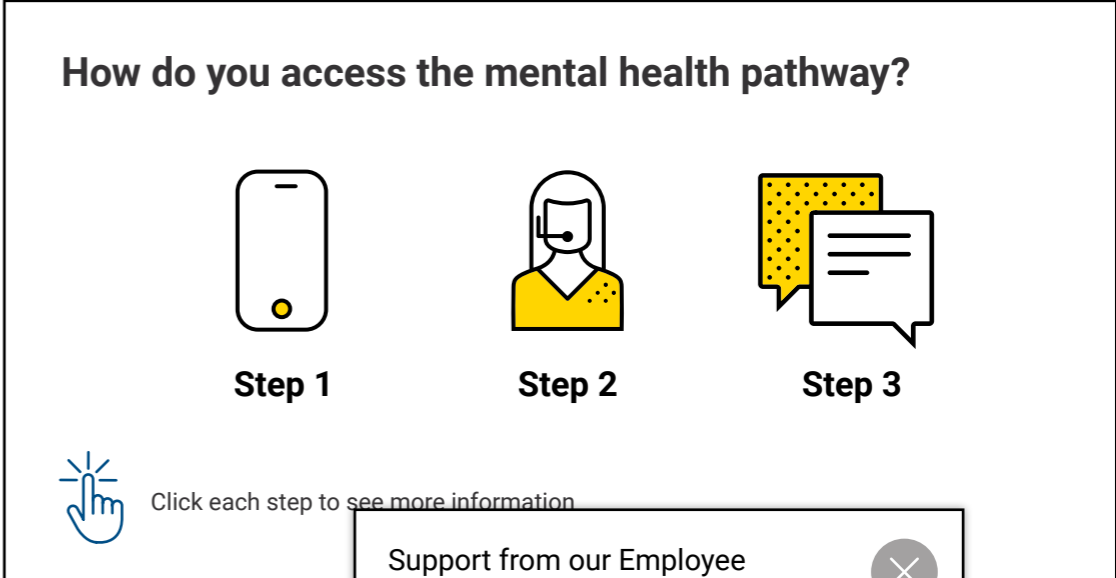 How do you access the mental health pathway?
Step 1
Step 2
Step 3
Click each step to see more information
Support from our Employee